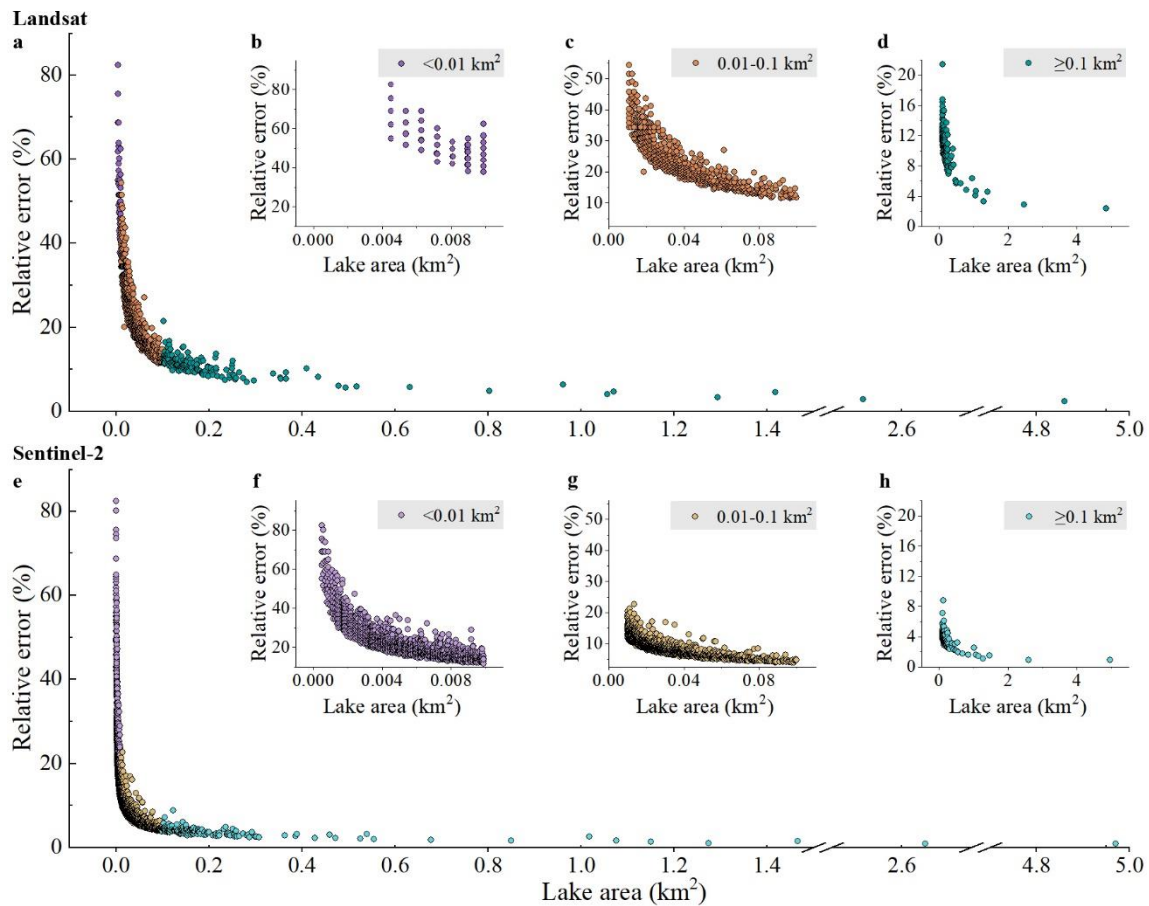 Landsat
a
b
c
d
<0.01 km²
0.01-0.1 km²
≥0.1 km²
Relative error (%)
80
60
40
20
0
Relative error (%)
80
60
40
20
0.000 0.004 0.008
Lake area (km²)
Relative error (%)
50
40
30
20
10
0.00 0.04 0.08
Lake area (km²)
Relative error (%)
20
16
12
8
4
0
0 2 4
Lake area (km²)
0.0 0.2 0.4 0.6 0.8 1.0 1.2 1.4 2.6 4.8 5.0
Sentinel-2
e
f
g
h
<0.01 km²
0.01-0.1 km²
≥0.1 km²
Relative error (%)
80
60
40
20
0
Relative error (%)
80
60
40
20
0.000 0.004 0.008
Lake area (km²)
Relative error (%)
50
40
30
20
10
0.00 0.04 0.08
Lake area (km²)
Relative error (%)
20
16
12
8
4
0
0 2 4
Lake area (km²)
0.0 0.2 0.4 0.6 0.8 1.0 1.2 1.4 2.6 4.8 5.0
Lake area (km²)